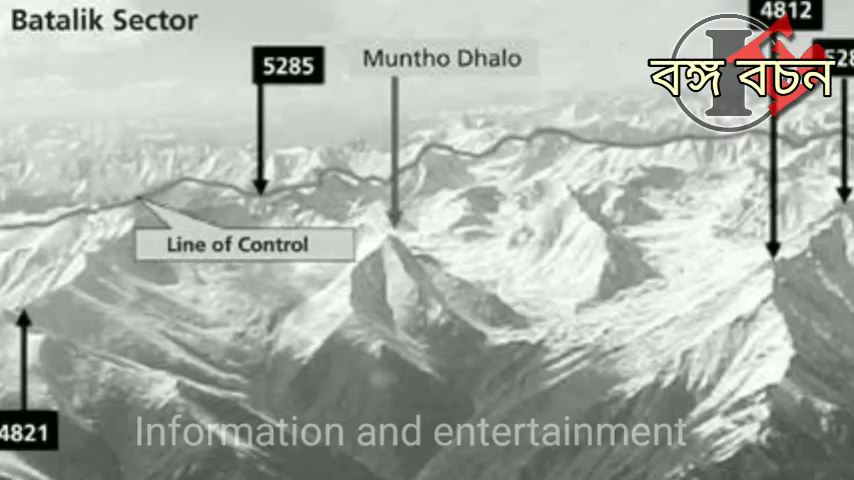 Batalik Sector
4812
5285
Muntho Dhalo
বঙ্গ বচন
Line of Control
4821
Information and entertainment